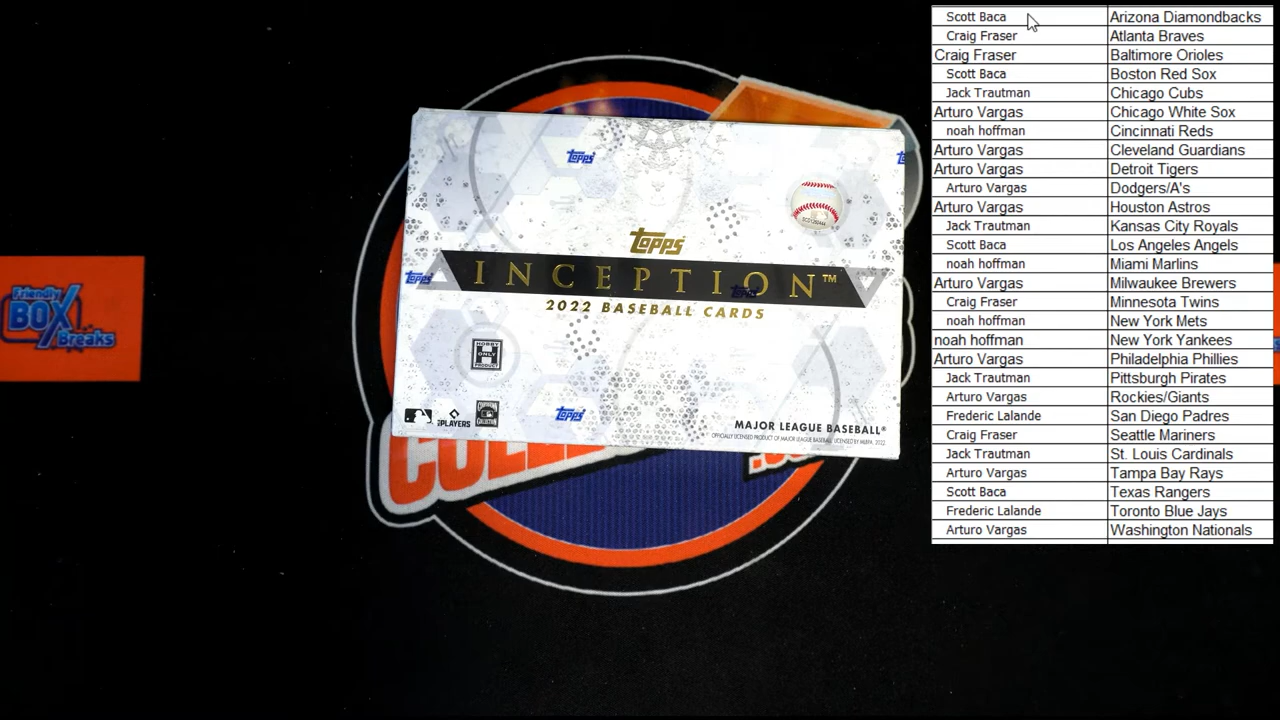 Scott Baca Arizona Diamondbacks
Craig Fraser Atlanta Braves
Craig Fraser Baltimore Orioles
Scott Baca Boston Red Sox
Jack Trautman Chicago Cubs
Arturo Vargas Chicago White Sox
noah hoffman Cincinnati Reds
Arturo Vargas Cleveland Guardians
Arturo Vargas Detroit Tigers
Arturo Vargas Dodgers/A's
Arturo Vargas Houston Astros
Jack Trautman Kansas City Royals
Scott Baca Los Angeles Angels
noah hoffman Miami Marlins
Arturo Vargas Milwaukee Brewers
Craig Fraser Minnesota Twins
noah hoffman New York Mets
noah hoffman New York Yankees
Arturo Vargas Philadelphia Phillies
Jack Trautman Pittsburgh Pirates
Arturo Vargas Rockies/Giants
Frederic Lalande San Diego Padres
Craig Fraser Seattle Mariners
Jack Trautman St. Louis Cardinals
Arturo Vargas Tampa Bay Rays
Scott Baca Texas Rangers
Frederic Lalande Toronto Blue Jays
Arturo Vargas Washington Nationals
Topps
Topps
Topps
INCEPTION™
Topps
Topps
2022 BASEBALL CARDS
HOBBY
ONLY
PRODUCT
Topps
PLAYERS
MAJOR LEAGUE BASEBALL®
Friendly
BOX
Breaks